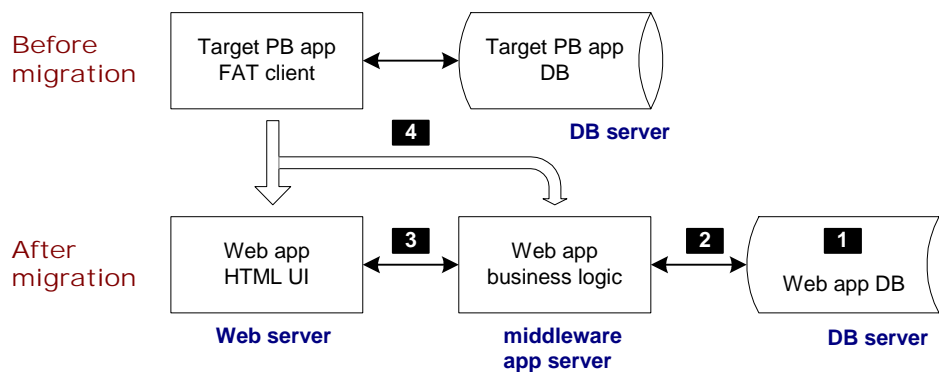 Before
migration
Target PB app
FAT client
Target PB app
DB
DB server
4
After
migration
Web app
HTML UI
3
Web app
business logic
2
1
Web app DB
Web server
middleware
app server
DB server